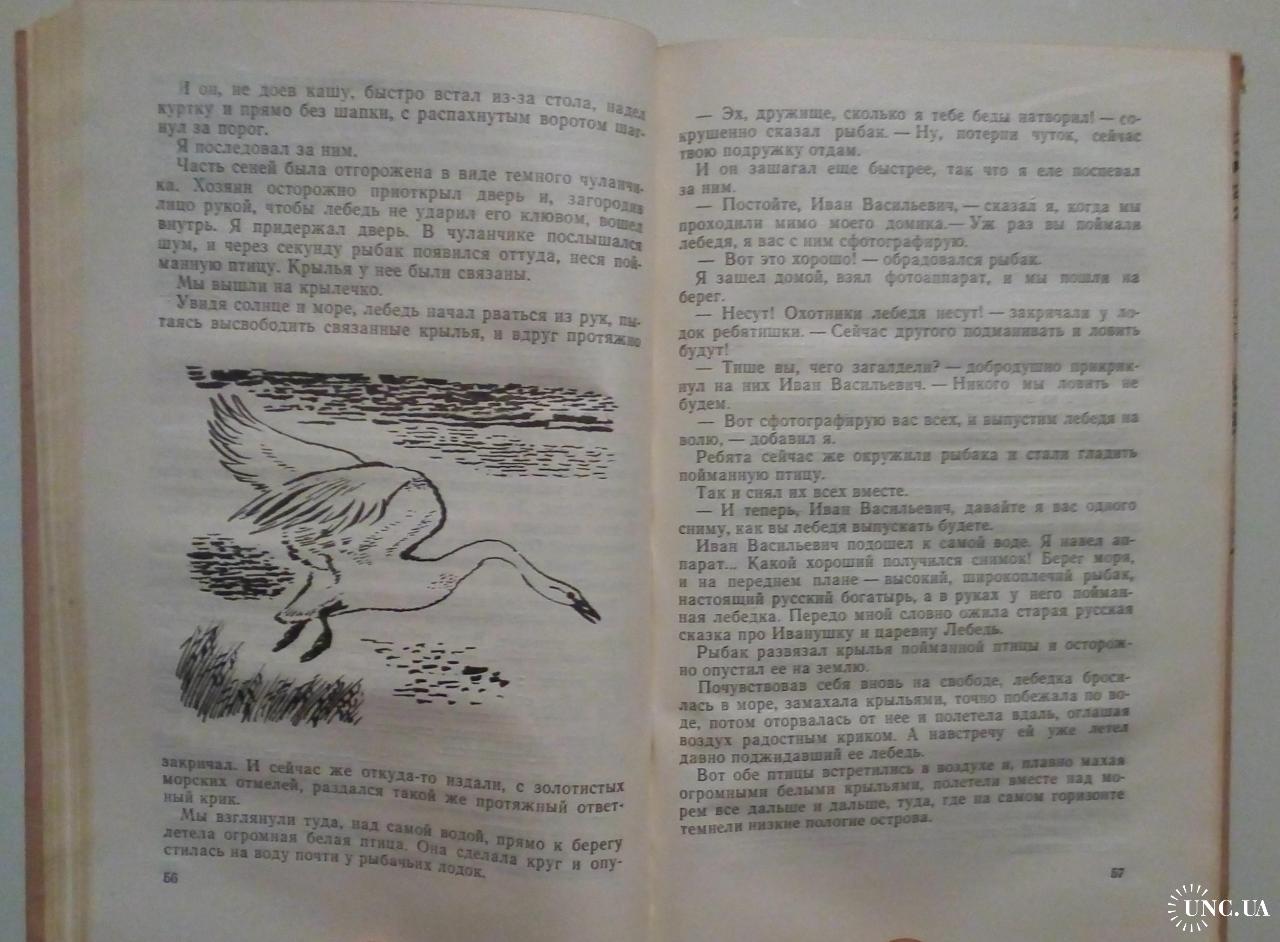 И он, не доев кашу, быстро встал из-за стола, надел
куртку и прямо без шапки, с распахнутым воротом шаг-
нул за порог.
Я последовал за ним.
Часть сеней была отгорожена в виде темного чуланчи-
ка. Хозяин осторожно приоткрыл дверь и, загородив
лицо рукой, чтобы лебедь не ударил его клювом, вошел
внутрь. Я придержал дверь. В чуланчике послышался
шум, и через секунду рыбак появился оттуда, неся пой-
манную птицу. Крылья у нее были связаны.
Мы вышли на крылечко.
Увидя солнце и море, лебедь начал рваться из рук, пы-
таясь высвободить связанные крылья, и вдруг протяжно
закричал. И сейчас же откуда-то издали, с золотистых
морских отмелей, раздался такой же протяжный ответ-
ный крик.
Мы взглянули туда, над самой водой, прямо к берегу
летела огромная белая птица. Она сделала круг и опу-
стилась на воду почти у рыбачьих лодок.
56
— Эх, дружище, сколько я тебе беды натворил! — со-
крушенно сказал рыбак. — Ну, потерпи чуток, сейчас
твою подружку отдам.
И он зашагал еще быстрее, так что я еле поспевал
за ним.
— Постойте, Иван Васильевич, — сказал я, когда мы
проходили мимо моего домика. — Уж раз вы поймали
лебедя, я вас с ним сфотографирую.
— Вот это хорошо! — обрадовался рыбак.
Я зашел домой, взял фотоаппарат, и мы пошли на
берег.
— Несут! Охотники лебедя несут! — закричали у ло-
док ребятишки. — Сейчас другого подманивать и ловить
будут!
— Тише вы, чего загалдели? — добродушно прикрик-
нул на них Иван Васильевич. — Никого мы ловить не
будем.
— Вот сфотографирую вас всех, и выпустим лебедя на
волю, — добавил я.
Ребята сейчас же окружили рыбака и стали гладить
пойманную птицу.
Так и снял их всех вместе.
— И теперь, Иван Васильевич, давайте я вас одного
сниму, как вы лебедя выпускать будете.
Иван Васильевич подошел к самой воде. Я навел ап-
парат... Какой хороший получился снимок! Берег моря,
и на переднем плане — высокий, широкоплечий рыбак,
настоящий русский богатырь, а в руках у него пойман-
ная лебедка. Передо мной словно ожила старая русская
сказка про Иванушку и царевну Лебедь.
Рыбак развязал крылья пойманной птицы и осторож-
но опустил ее на землю.
Почувствовав себя вновь на свободе, лебедка броси-
лась в море, замахала крыльями, точно побежала по во-
де, потом оторвалась от нее и полетела вдаль, оглашая
воздух радостным криком. А навстречу ей уже летел
давно поджидавший ее лебедь.
Вот обе птицы встретились в воздухе и, плавно махая
огромными белыми крыльями, полетели вместе над мо-
рем все дальше и дальше, туда, где на самом горизонте
темнели низкие пологие острова.
57
UNC.UA